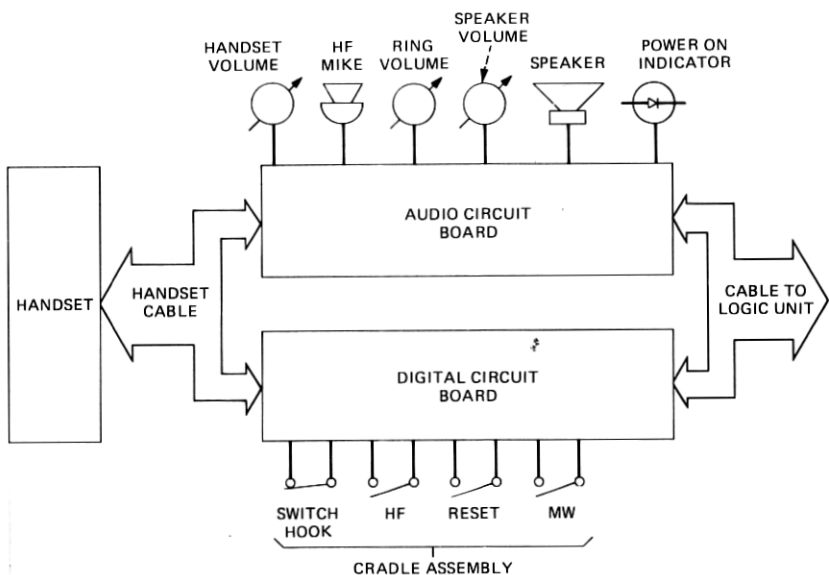 HANDSET
VOLUME
HF
MIKE
RING
VOLUME
SPEAKER
VOLUME
SPEAKER
POWER ON
INDICATOR
AUDIO CIRCUIT
BOARD
HANDSET
HANDSET
CABLE
CABLE TO
LOGIC UNIT
DIGITAL CIRCUIT
BOARD
SWITCH
HOOK
HF
RESET
MW
CRADLE ASSEMBLY